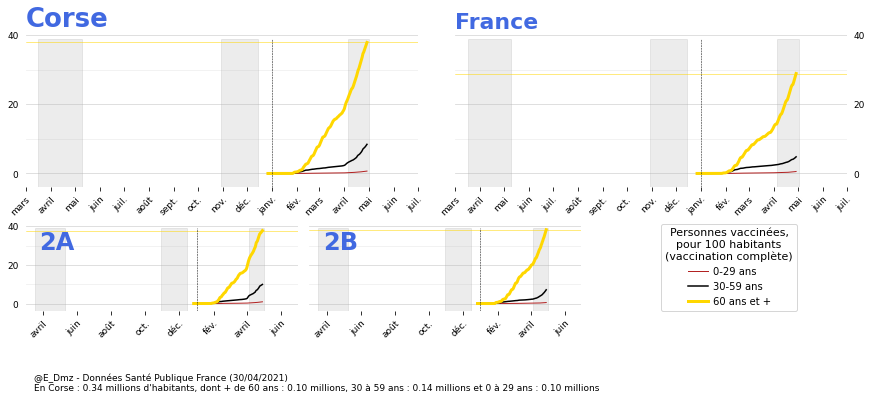 Corse
France
40
20
0
mars
avril
mai
juin
juil.
août
sept.
oct.
nov.
déc.
janv.
fév.
mars
avril
mai
juin
juil.
40
20
0
mars
avril
mai
juin
juil.
août
sept.
oct.
nov.
déc.
janv.
fév.
mars
avril
mai
juin
juil.
2A
40
20
0
avril
juin
août
oct.
déc.
fév.
avril
juin
2B
avril
juin
août
oct.
déc.
fév.
avril
juin
Personnes vaccinées,
pour 100 habitants
(vaccination complète)
0-29 ans
30-59 ans
60 ans et +
@E_Dmz - Données Santé Publique France (30/04/2021)
En Corse : 0.34 millions d'habitants, dont + de 60 ans : 0.10 millions, 30 à 59 ans : 0.14 millions et 0 à 29 ans : 0.10 millions